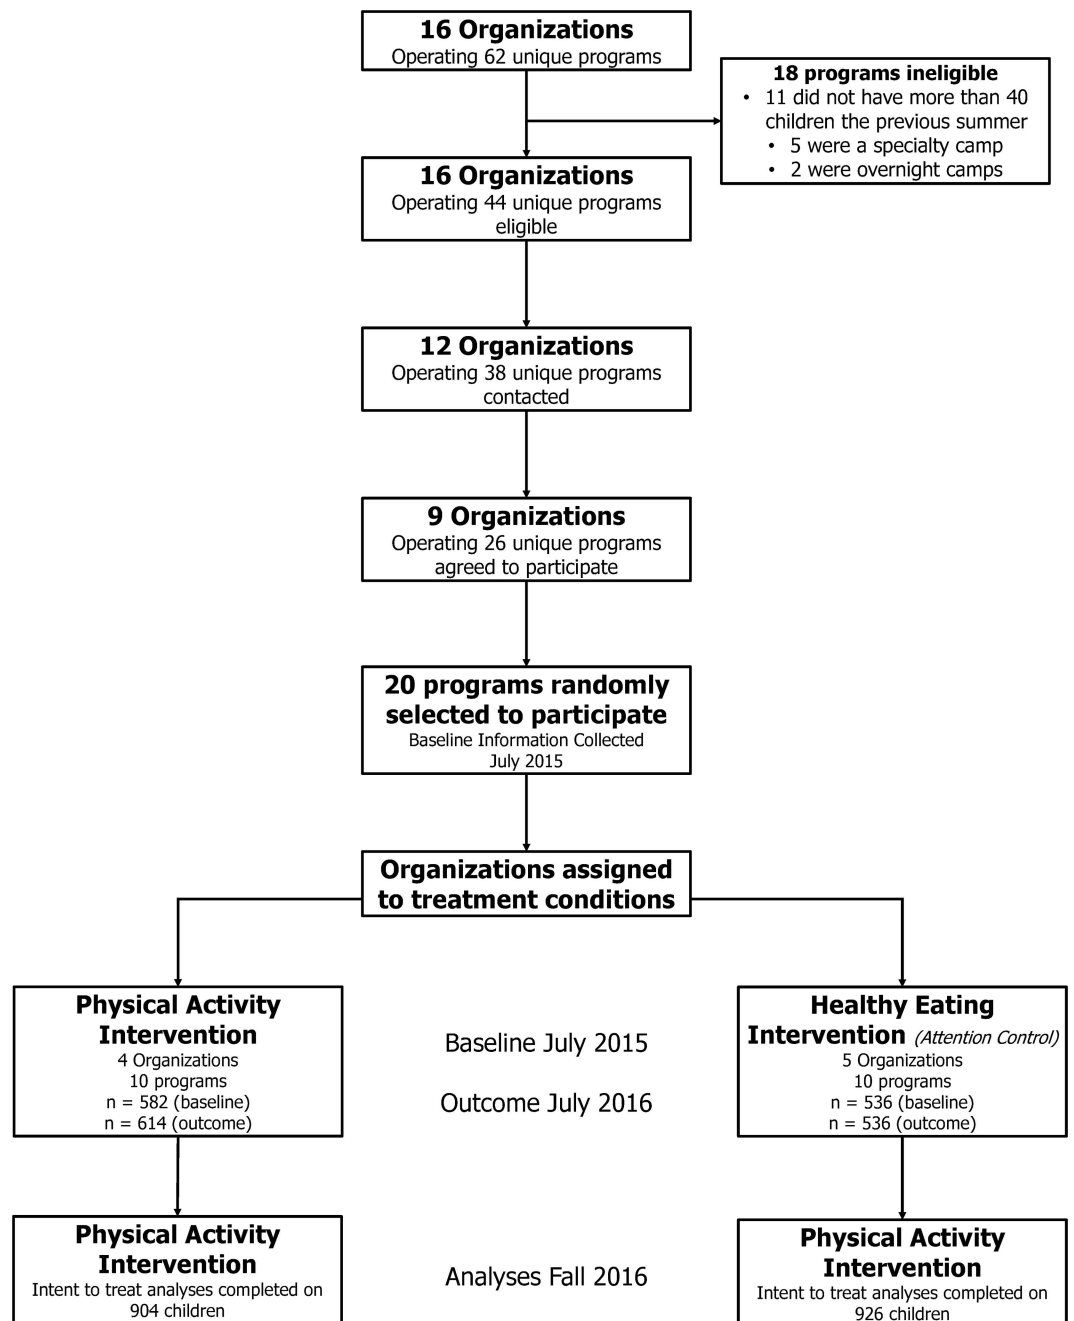 16 Organizations
Operating 62 unique programs
18 programs ineligible
• 11 did not have more than 40
children the previous summer
• 5 were a specialty camp
• 2 were overnight camps
16 Organizations
Operating 44 unique programs
eligible
12 Organizations
Operating 38 unique programs
contacted
9 Organizations
Operating 26 unique programs
agreed to participate
20 programs randomly
selected to participate
Baseline Information Collected
July 2015
Organizations assigned
to treatment conditions
Physical Activity
Intervention
4 Organizations
10 programs
n = 582 (baseline)
n = 614 (outcome)
Baseline July 2015
Outcome July 2016
Healthy Eating
Intervention (Attention Control)
5 Organizations
10 programs
n = 536 (baseline)
n = 536 (outcome)
Physical Activity
Intervention
Intent to treat analyses completed on
904 children
Analyses Fall 2016
Physical Activity
Intervention
Intent to treat analyses completed on
926 children